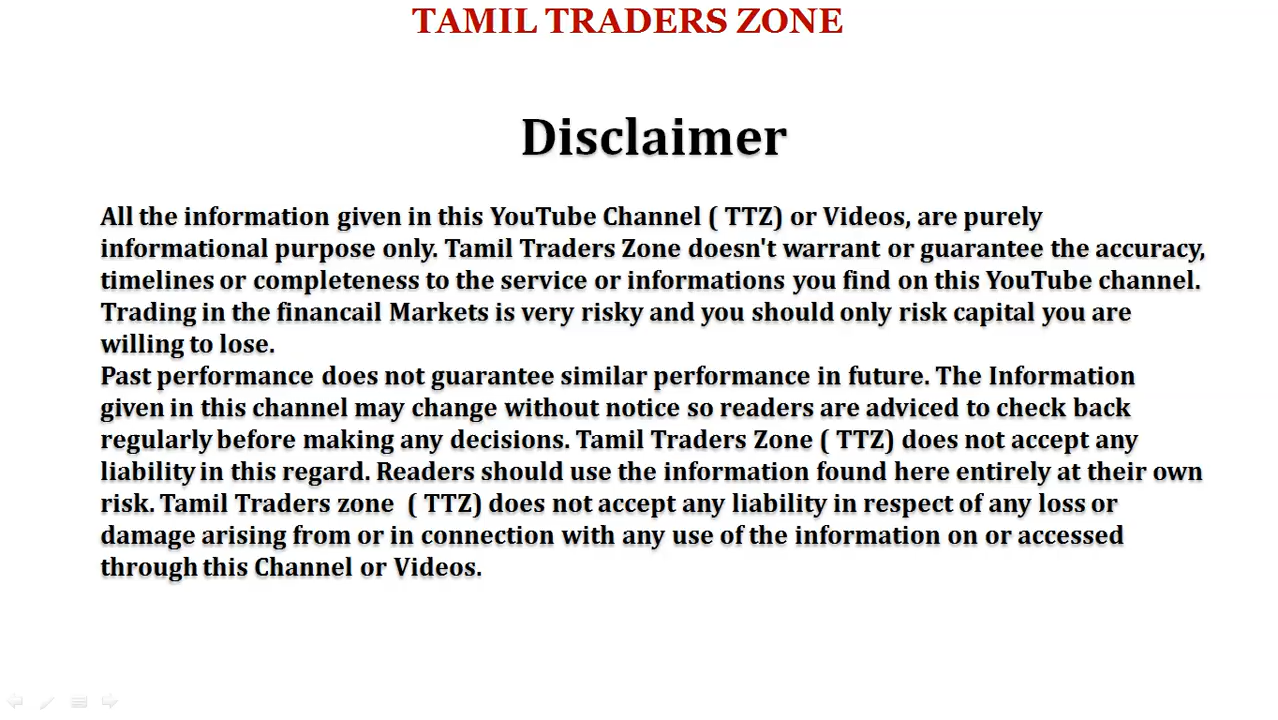 TAMIL TRADERS ZONE
Disclaimer
All the information given in this YouTube Channel ( TTZ) or Videos, are purely
informational purpose only. Tamil Traders Zone doesn't warrant or guarantee the accuracy,
timelines or completeness to the service or informations you find on this YouTube channel.
Trading in the financail Markets is very risky and you should only risk capital you are
willing to lose.
Past performance does not guarantee similar performance in future. The Information
given in this channel may change without notice so readers are adviced to check back
regularly before making any decisions. Tamil Traders Zone ( TTZ) does not accept any
liability in this regard. Readers should use the information found here entirely at their own
risk. Tamil Traders zone  ( TTZ) does not accept any liability in respect of any loss or
damage arising from or in connection with any use of the information on or accessed
through this Channel or Videos.